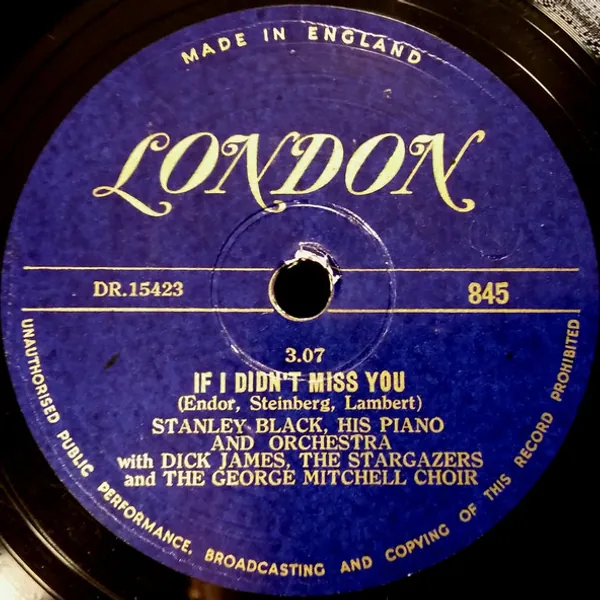 MADE IN ENGLAND
LONDON
DR.15423
845
3.07
IF I DIDN'T MISS YOU
(Endor, Steinberg, Lambert)
STANLEY BLACK, HIS PIANO
AND ORCHESTRA
with DICK JAMES, THE STARGAZERS
and THE GEORGE MITCHELL CHOIR
UNAUTHORISED PUBLIC PERFORMANCE, BROADCASTING AND COPYING OF THIS RECORD PROHIBITED